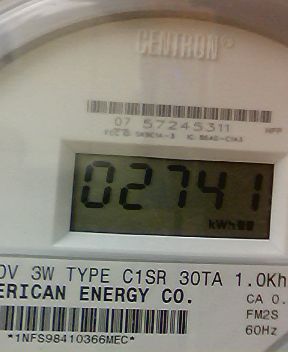 CENTRON®
07 57245311
HFP
02741
kWh
0V 3W TYPE C1SR 30TA 1.0Kh
ERICAN ENERGY CO.
CA 0.
FM2S
60Hz
*1NFS98410366MEC*